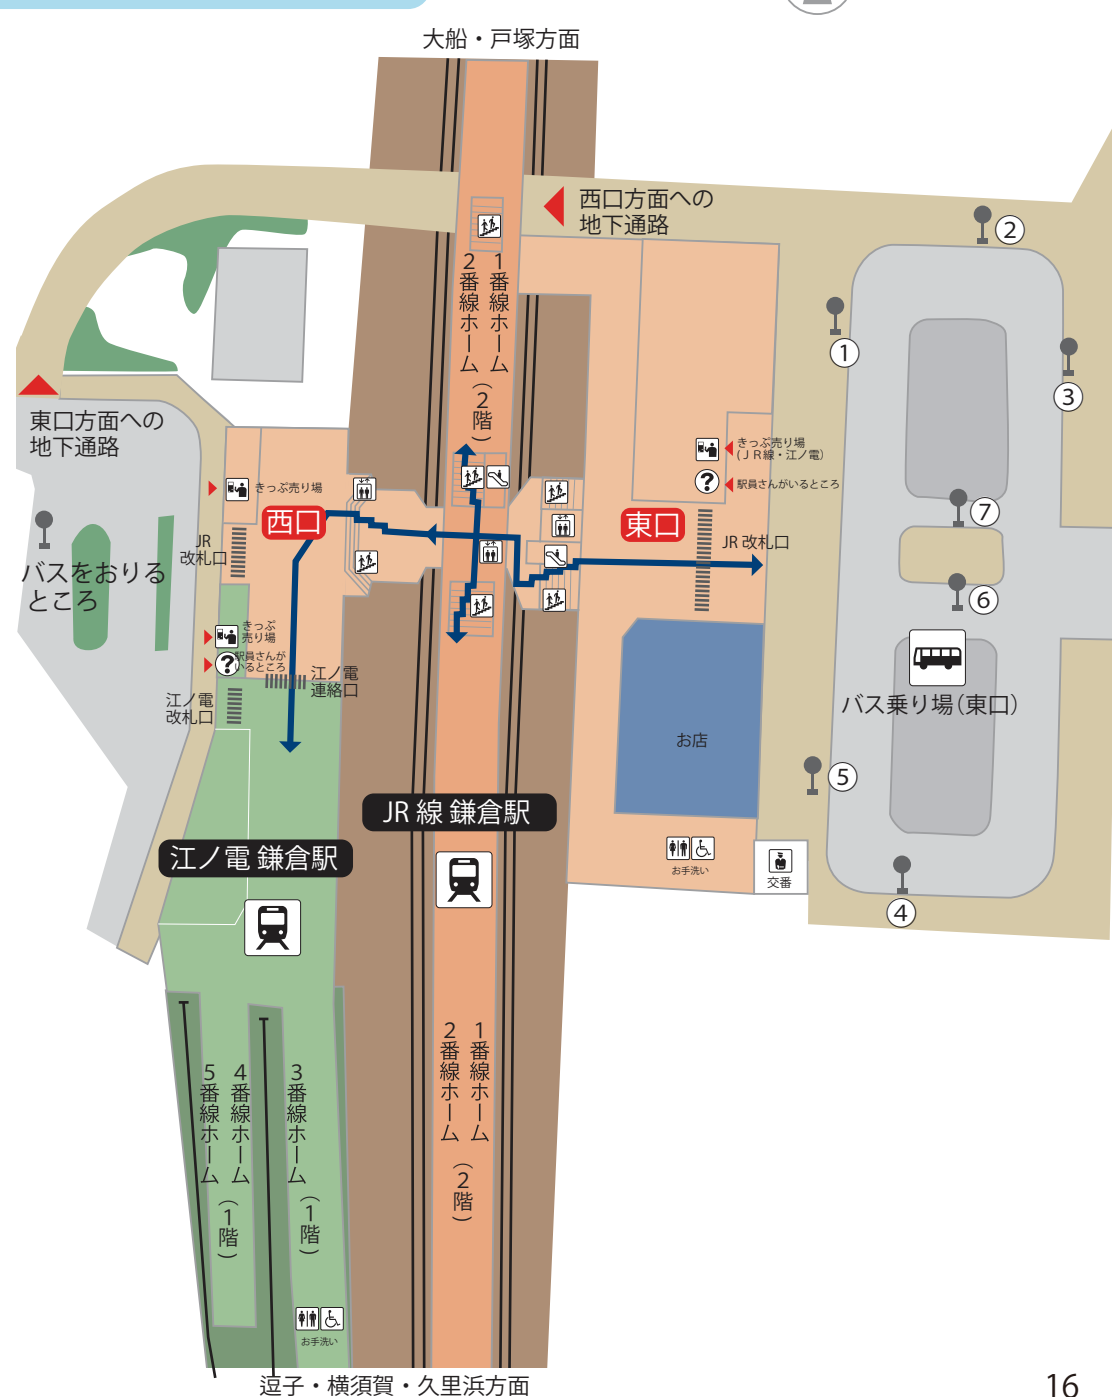 大船・戸塚方面
西口方面への
地下通路
②
①
③
1番線ホーム
2番線ホーム
(2階)
東口方面への
地下通路
きっぷ売り場
(JR線・江ノ電)
駅員さんがいるところ
きっぷ売り場
西口
東口
⑦
JR
改札口
JR 改札口
バスをおりる
ところ
⑥
きっぷ
売り場
駅員さんが
いるところ
江ノ電
連絡口
江ノ電
改札口
バス乗り場(東口)
お店
⑤
JR 線 鎌倉駅
江ノ電 鎌倉駅
お手洗い
交番
④
1番線ホーム
2番線ホーム
(2階)
3番線ホーム
(1階)
4番線ホーム
5番線ホーム
(1階)
お手洗い
逗子・横須賀・久里浜方面
16